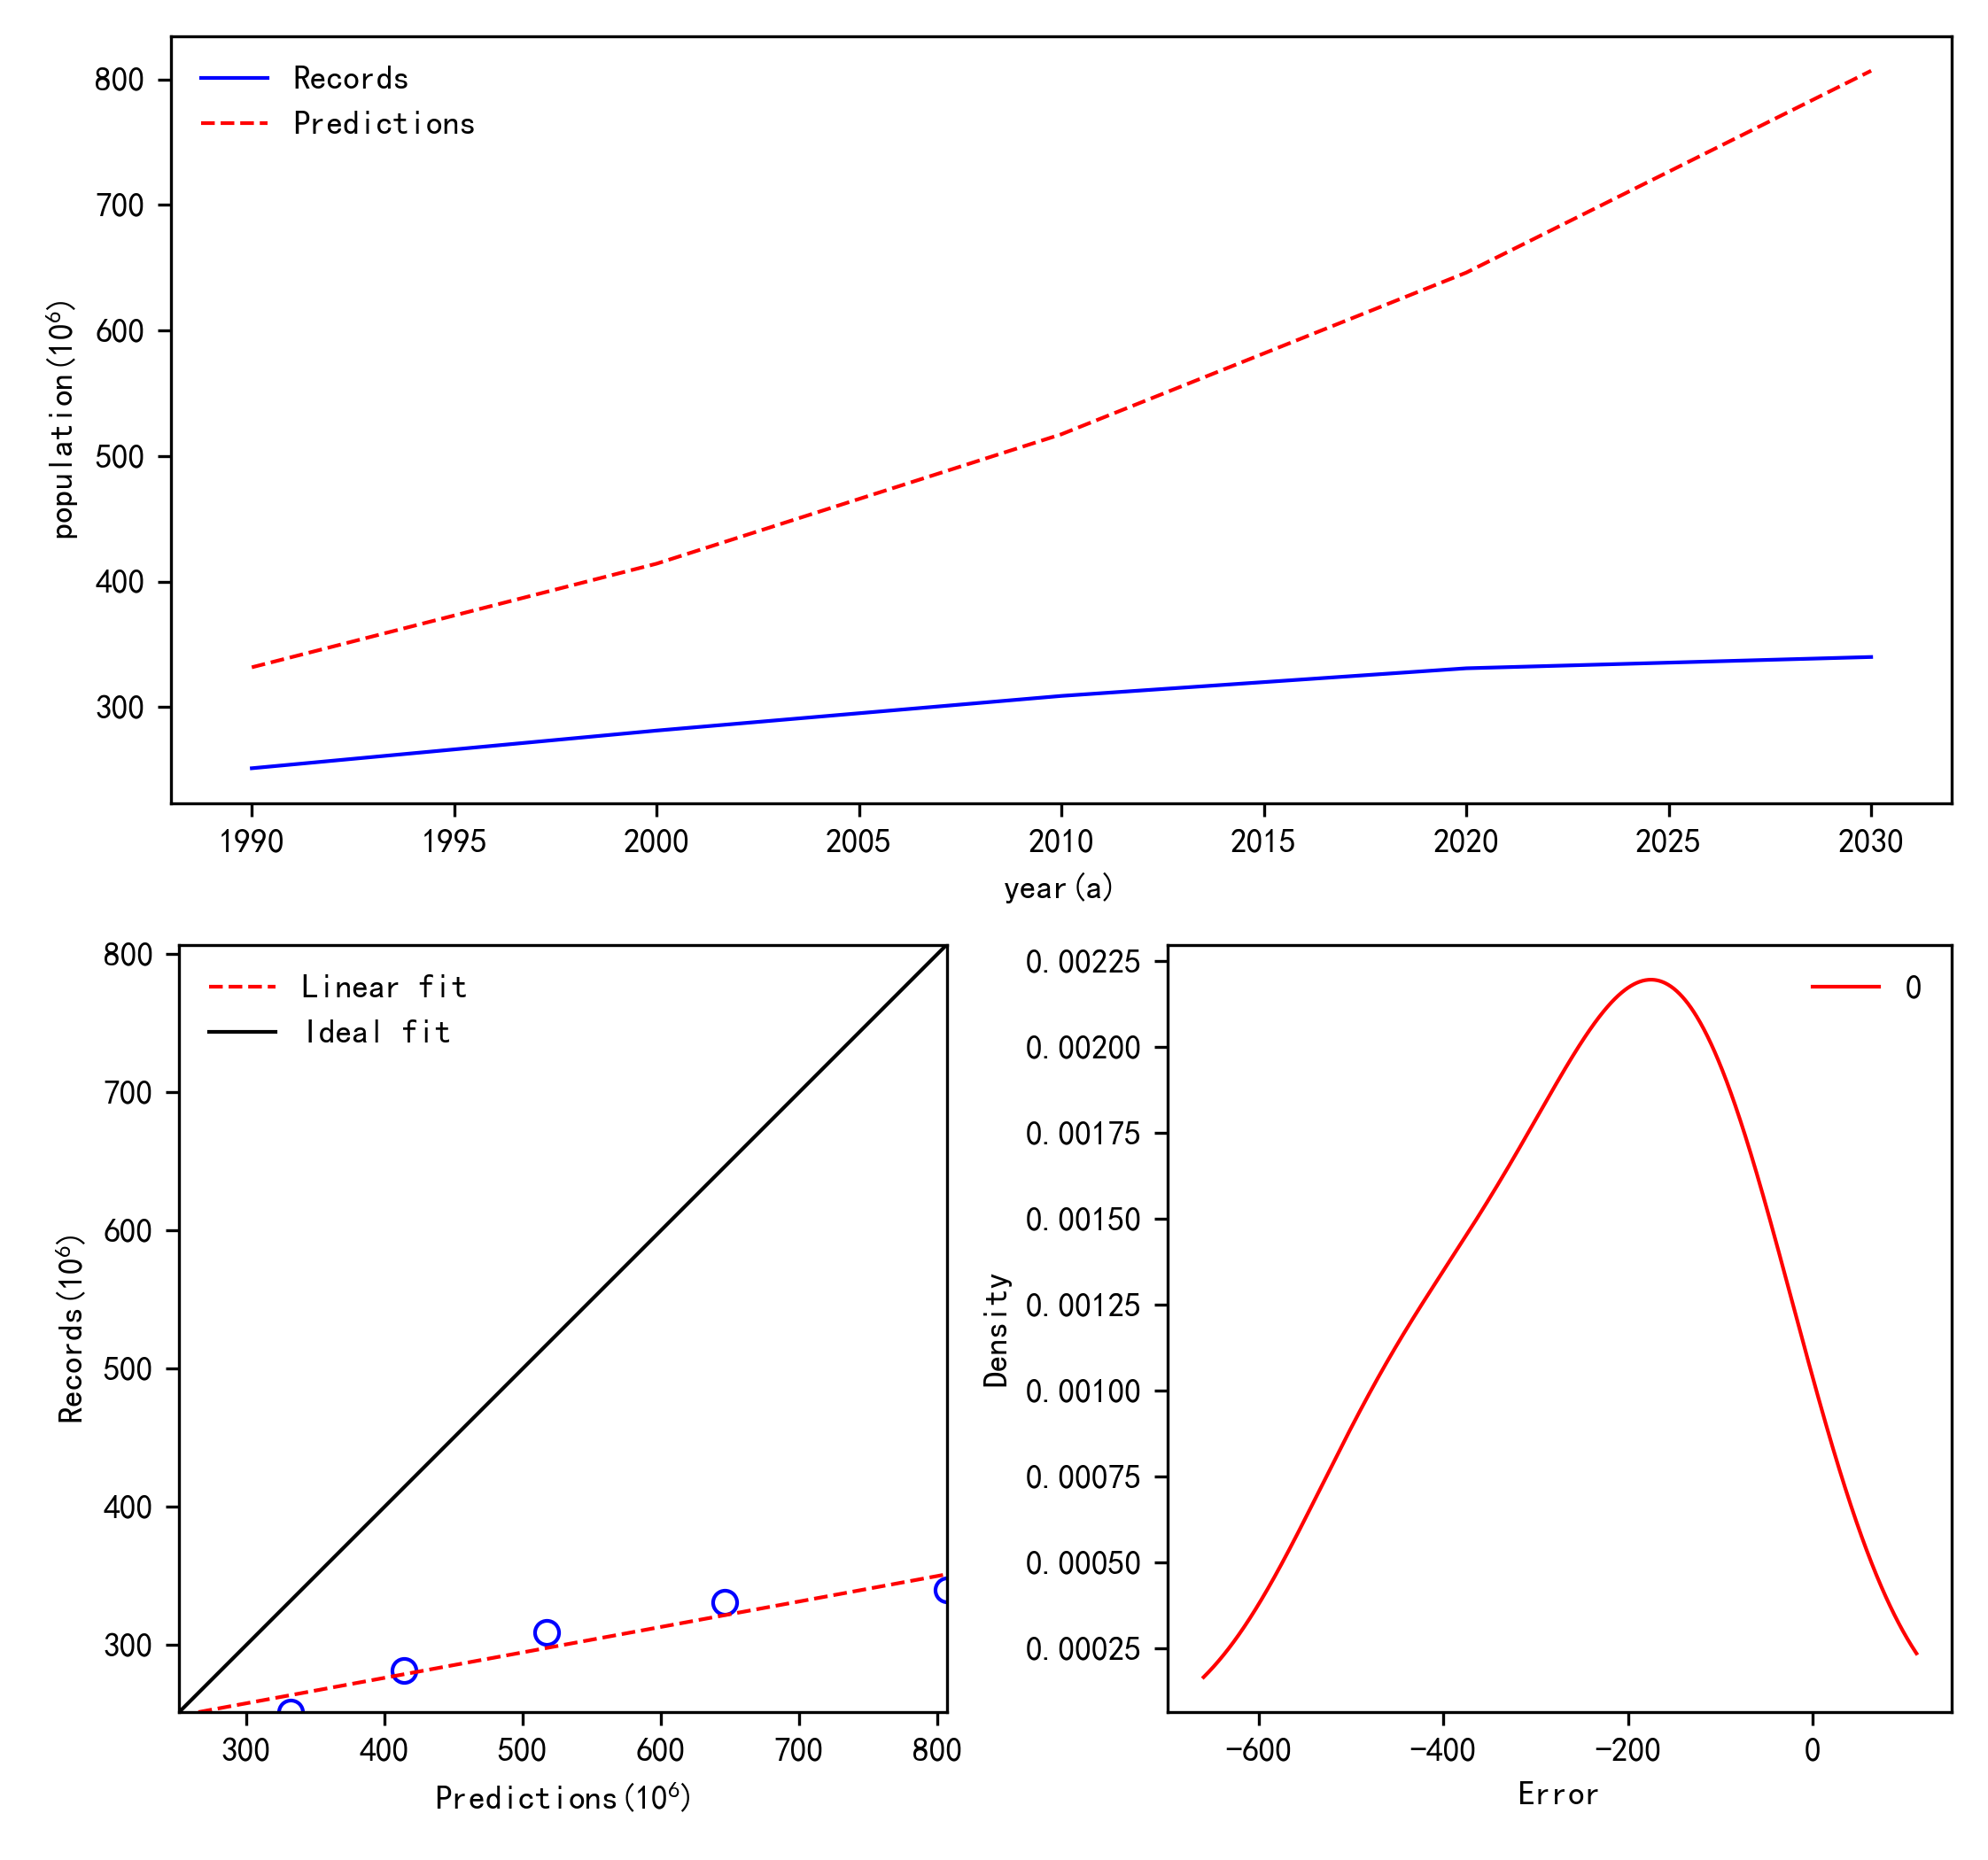 800
700
600
500
400
300
population(10⁶)
Records
Predictions
1990 1995 2000 2005 2010 2015 2020 2025 2030
year(a)
800
700
600
500
400
300
Records(10⁶)
Linear fit
Ideal fit
300 400 500 600 700 800
Predictions(10⁶)
0.00225
0.00200
0.00175
0.00150
0.00125
0.00100
0.00075
0.00050
0.00025
Density
0
−600 −400 −200 0
Error